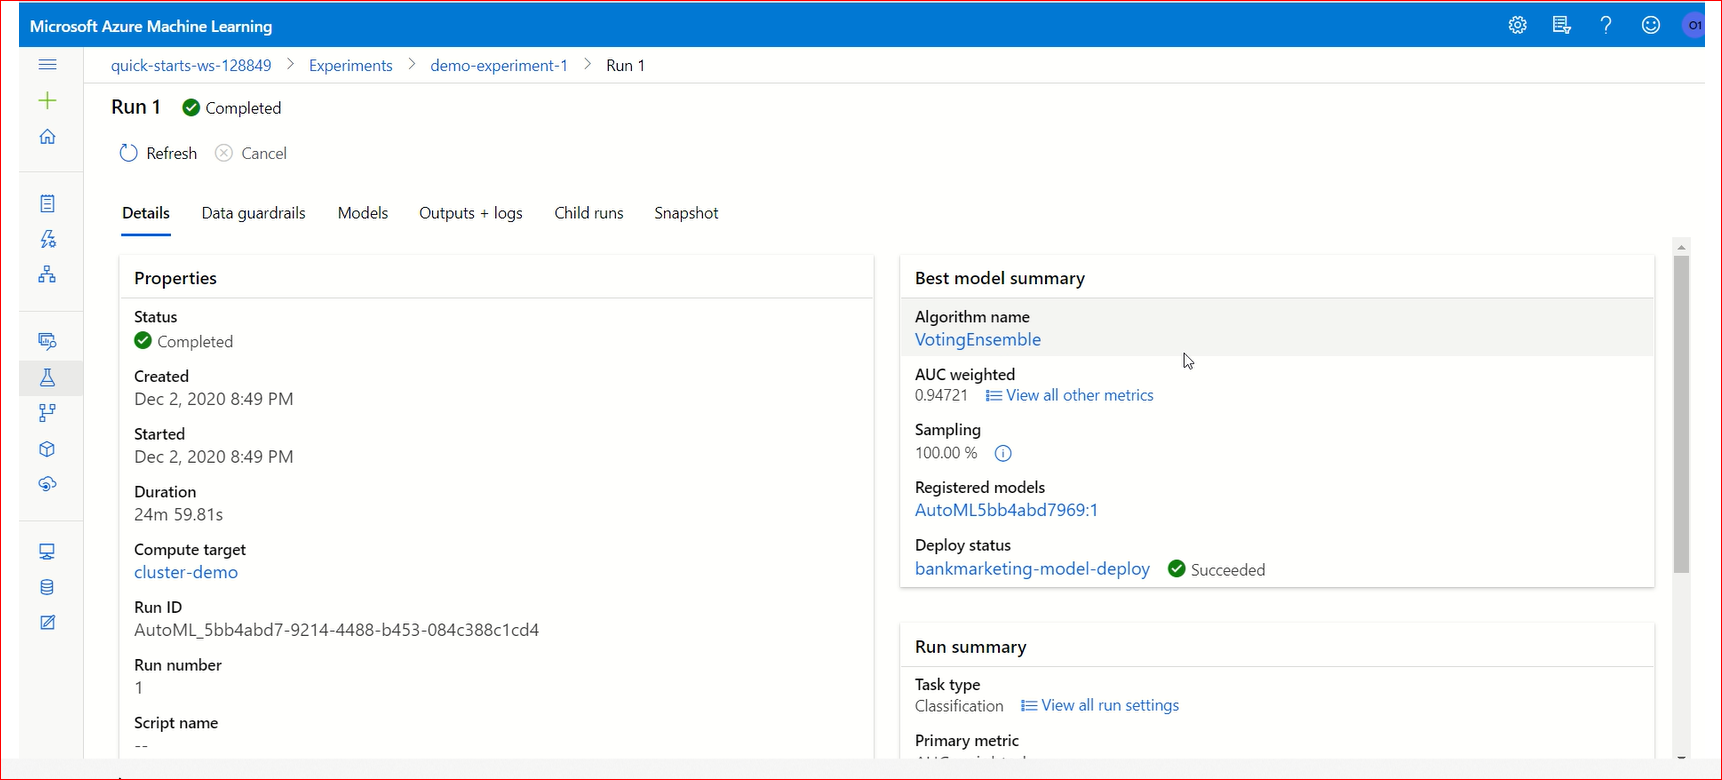 Microsoft Azure Machine Learning
O1
quick-starts-ws-128849 > Experiments > demo-experiment-1 > Run 1
Run 1 Completed
Refresh Cancel
Details Data guardrails Models Outputs + logs Child runs Snapshot
Properties
Status
Completed
Created
Dec 2, 2020 8:49 PM
Started
Dec 2, 2020 8:49 PM
Duration
24m 59.81s
Compute target
cluster-demo
Run ID
AutoML_5bb4abd7-9214-4488-b453-084c388c1cd4
Run number
1
Script name
--
Best model summary
Algorithm name
VotingEnsemble
AUC weighted
0.94721 View all other metrics
Sampling
100.00 %
Registered models
AutoML5bb4abd7969:1
Deploy status
bankmarketing-model-deploy Succeeded
Run summary
Task type
Classification View all run settings
Primary metric